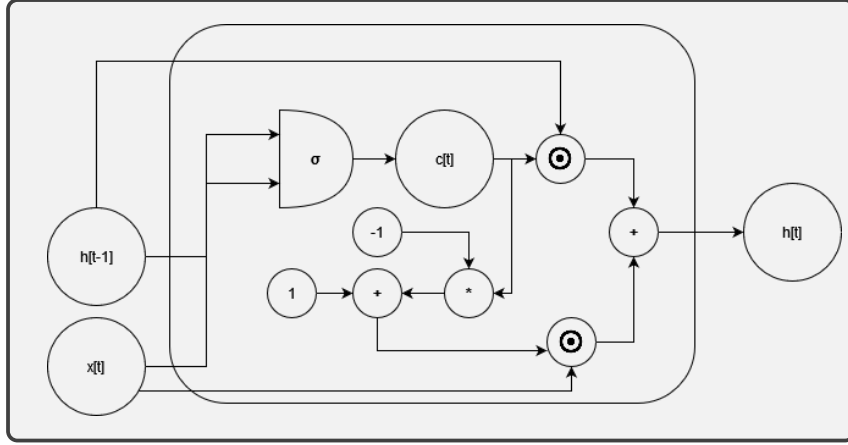 σ
c[t]
h[t-1]
-1
+
h[t]
1
+
*
x[t]